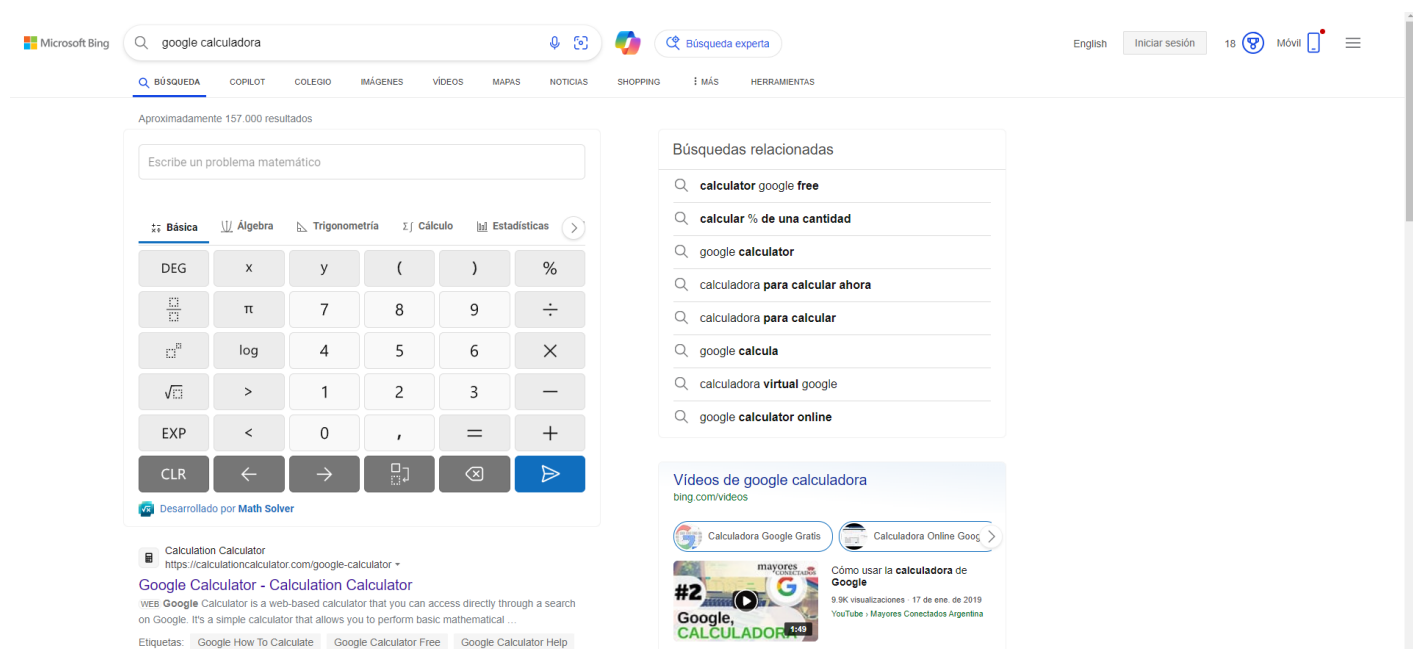 Microsoft Bing
google calculadora
Búsqueda experta
English
Iniciar sesión
18
Móvil
BÚSQUEDA COPILOT COLEGIO IMÁGENES VÍDEOS MAPAS NOTICIAS SHOPPING MÁS HERRAMIENTAS
Aproximadamente 157.000 resultados
Escribe un problema matemático
Básica Álgebra Trigonometría Σ∫ Cálculo Estadísticas
DEG x y ( ) %
π 7 8 9 ÷
log 4 5 6 ×
√ > 1 2 3 −
EXP < 0 , = +
CLR ← →
Desarrollado por Math Solver
Calculation Calculator
https://calculationcalculator.com/google-calculator
Google Calculator - Calculation Calculator
WEB Google Calculator is a web-based calculator that you can access directly through a search
on Google. It's a simple calculator that allows you to perform basic mathematical ...
Etiquetas: Google How To Calculate Google Calculator Free Google Calculator Help
Búsquedas relacionadas
calculator google free
calcular % de una cantidad
google calculator
calculadora para calcular ahora
calculadora para calcular
google calcula
calculadora virtual google
google calculator online
Vídeos de google calculadora
bing.com/videos
Calculadora Google Gratis
Calculadora Online Goog
mayores
CONECTADOS
#2
Google,
CALCULADORA
1:49
Cómo usar la calculadora de
Google
9.9K visualizaciones · 17 de ene. de 2019
YouTube › Mayores Conectados Argentina